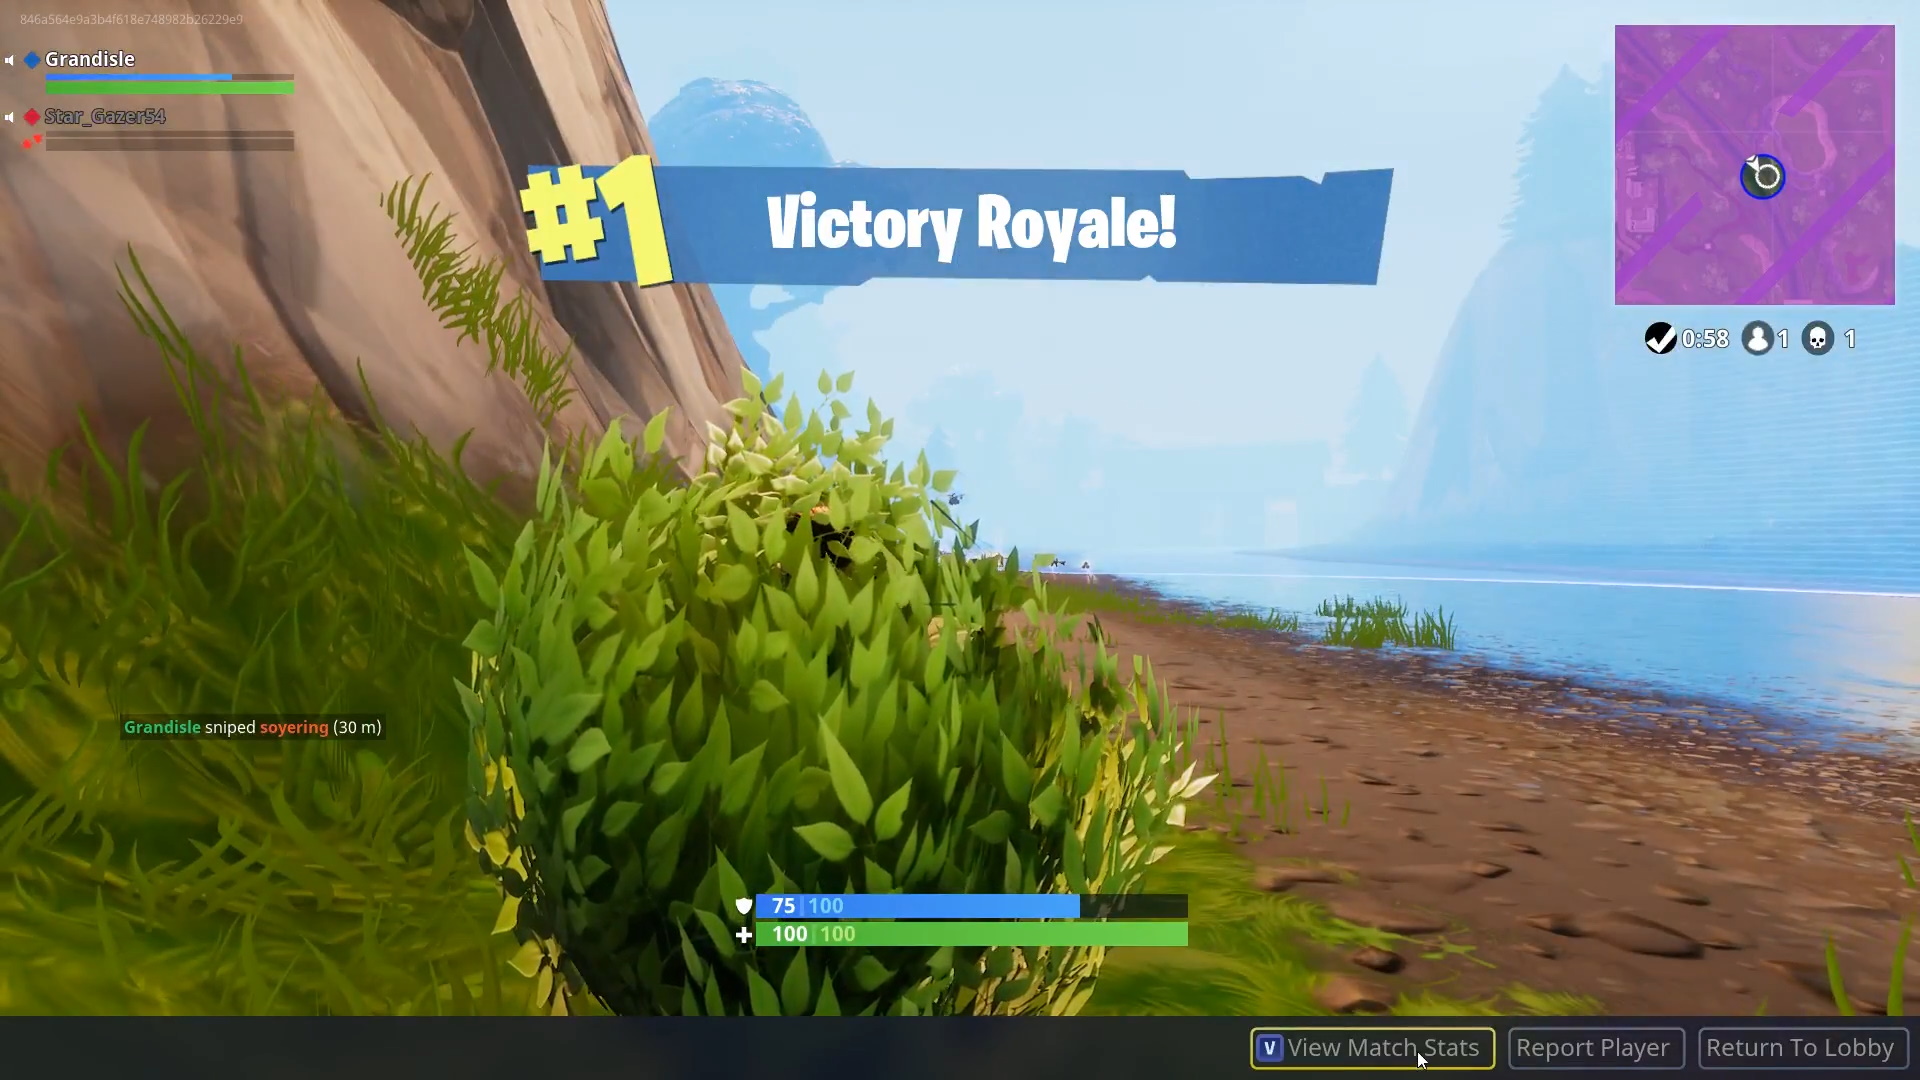 846a564e9a3b4f618e748982b26229e9
Grandisle
Star_Gazer54
#1 Victory Royale!
0:58 1 1
Grandisle sniped soyering (30 m)
75 | 100
100 | 100
V View Match Stats
Report Player
Return To Lobby